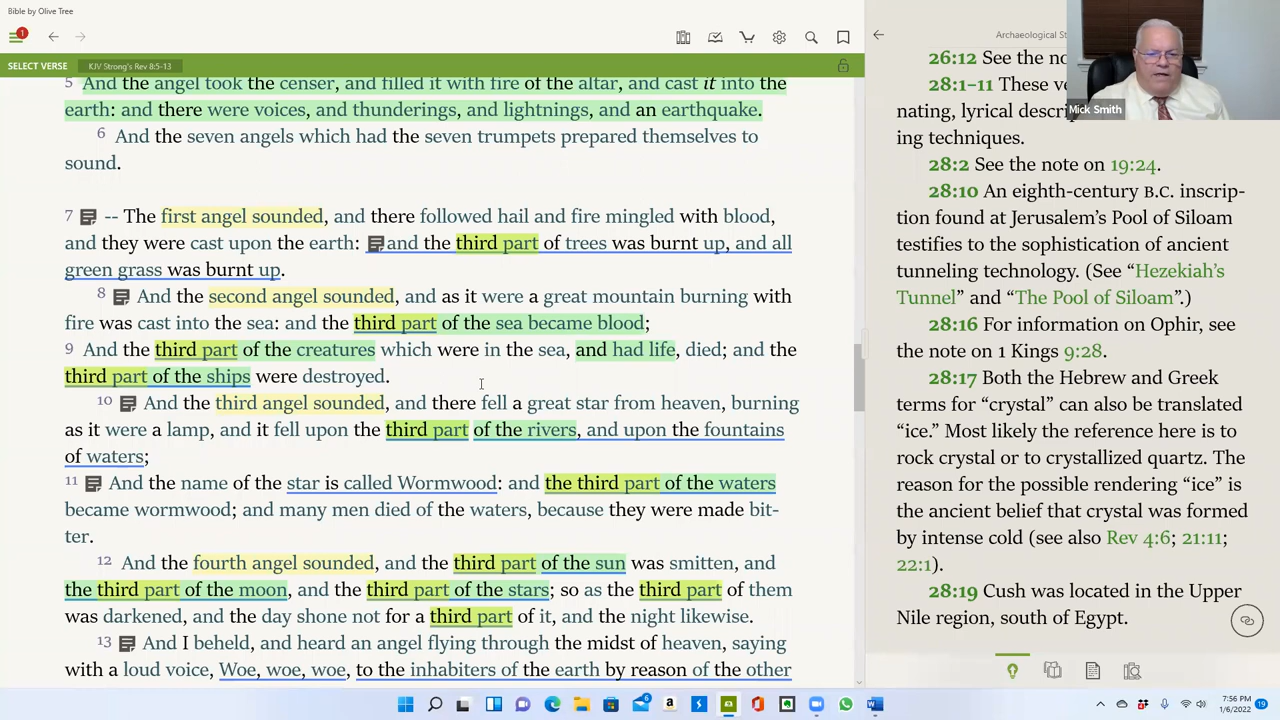 Bible by Olive Tree
1
SELECT VERSE KJV Strong's Rev 8:5-13
5 And the angel took the censer, and filled it with fire of the altar, and cast it into the
earth: and there were voices, and thunderings, and lightnings, and an earthquake.
6 And the seven angels which had the seven trumpets prepared themselves to
sound.
7 -- The first angel sounded, and there followed hail and fire mingled with blood,
and they were cast upon the earth: and the third part of trees was burnt up, and all
green grass was burnt up.
8 And the second angel sounded, and as it were a great mountain burning with
fire was cast into the sea: and the third part of the sea became blood;
9 And the third part of the creatures which were in the sea, and had life, died; and the
third part of the ships were destroyed.
10 And the third angel sounded, and there fell a great star from heaven, burning
as it were a lamp, and it fell upon the third part of the rivers, and upon the fountains
of waters;
11 And the name of the star is called Wormwood: and the third part of the waters
became wormwood; and many men died of the waters, because they were made bit-
ter.
12 And the fourth angel sounded, and the third part of the sun was smitten, and
the third part of the moon, and the third part of the stars; so as the third part of them
was darkened, and the day shone not for a third part of it, and the night likewise.
13 And I beheld, and heard an angel flying through the midst of heaven, saying
with a loud voice, Woe, woe, woe, to the inhabiters of the earth by reason of the other
Archaeological
26:12 See the
28:1–11 These
nating, lyrical
ing techniques.
28:2 See the note on 19:24.
28:10 An eighth-century B.C. inscrip-
tion found at Jerusalem's Pool of Siloam
testifies to the sophistication of ancient
tunneling technology. (See “Hezekiah's
Tunnel” and “The Pool of Siloam”.)
28:16 For information on Ophir, see
the note on 1 Kings 9:28.
28:17 Both the Hebrew and Greek
terms for “crystal” can also be translated
“ice.” Most likely the reference here is to
rock crystal or to crystallized quartz. The
reason for the possible rendering “ice” is
the ancient belief that crystal was formed
by intense cold (see also Rev 4:6; 21:11;
22:1).
28:19 Cush was located in the Upper
Nile region, south of Egypt.
Mick Smith
7:56 PM
1/6/2022
19